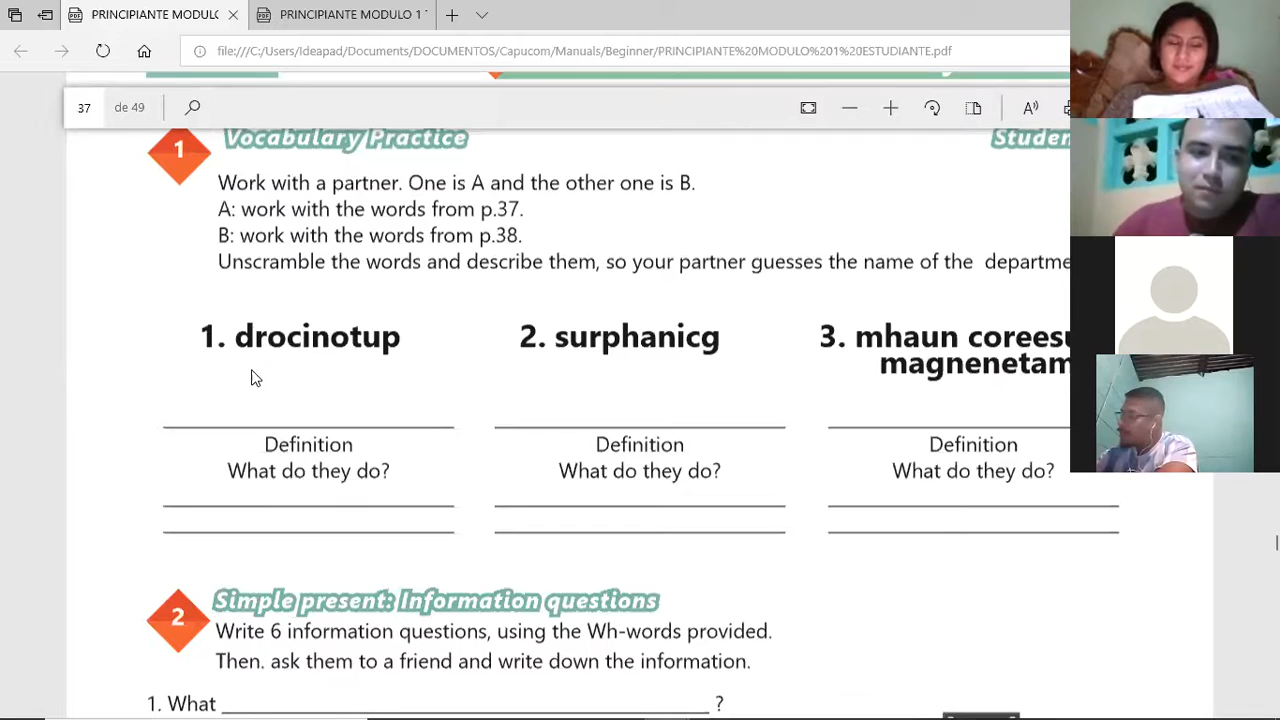 PRINCIPIANTE MODULO
PRINCIPIANTE MODULO 1
file:///C:/Users/Ideapad/Documents/DOCUMENTOS/Capucom/Manuals/Beginner/PRINCIPIANTE%20MODULO%201%20ESTUDIANTE.pdf
37 de 49
1 Vocabulary Practice Studen
Work with a partner. One is A and the other one is B.
A: work with the words from p.37.
B: work with the words from p.38.
Unscramble the words and describe them, so your partner guesses the name of the departme
1. drocinotup 2. surphanicg 3. mhaun coreesu
magnenetam
Definition Definition Definition
What do they do? What do they do? What do they do?
2 Simple present: Information questions
Write 6 information questions, using the Wh-words provided.
Then. ask them to a friend and write down the information.
1. What ?